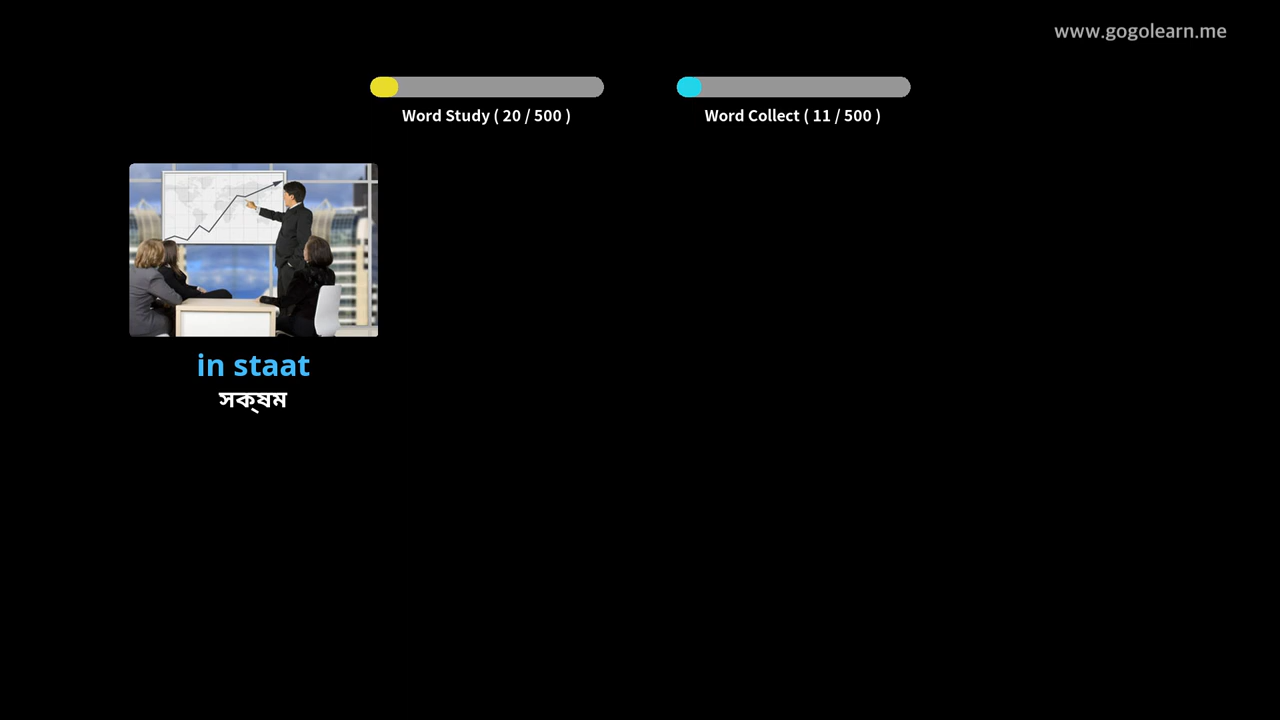 www.gogolearn.me
Word Study ( 20 / 500 )
Word Collect ( 11 / 500 )
in staat
সক্ষম